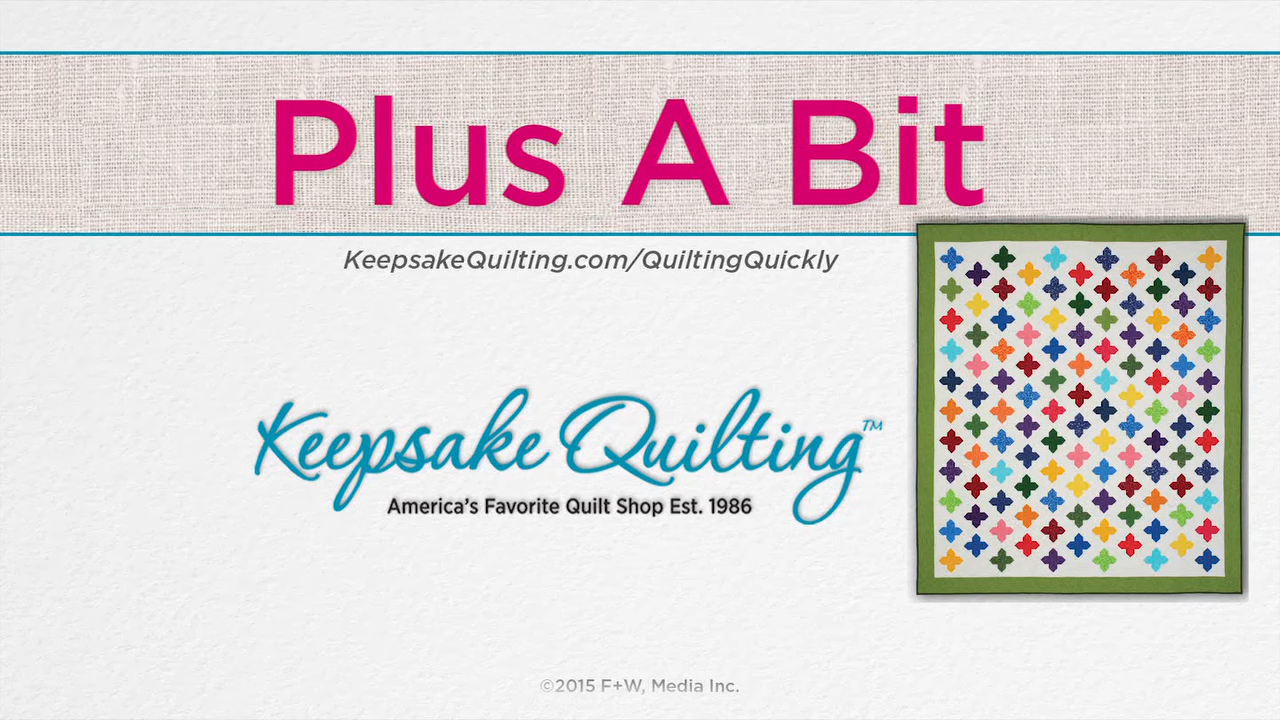 Plus A Bit
KeepsakeQuilting.com/QuiltingQuickly
Keepsake Quilting™
America's Favorite Quilt Shop Est. 1986
©2015 F+W, Media Inc.